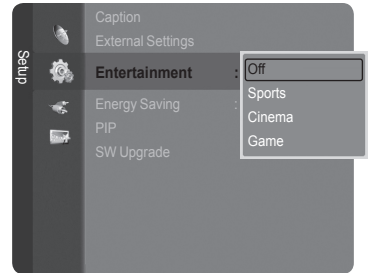 Setup
Caption
External Settings
Entertainment :
Off
Sports
Cinema
Game
Energy Saving :
PIP
SW Upgrade